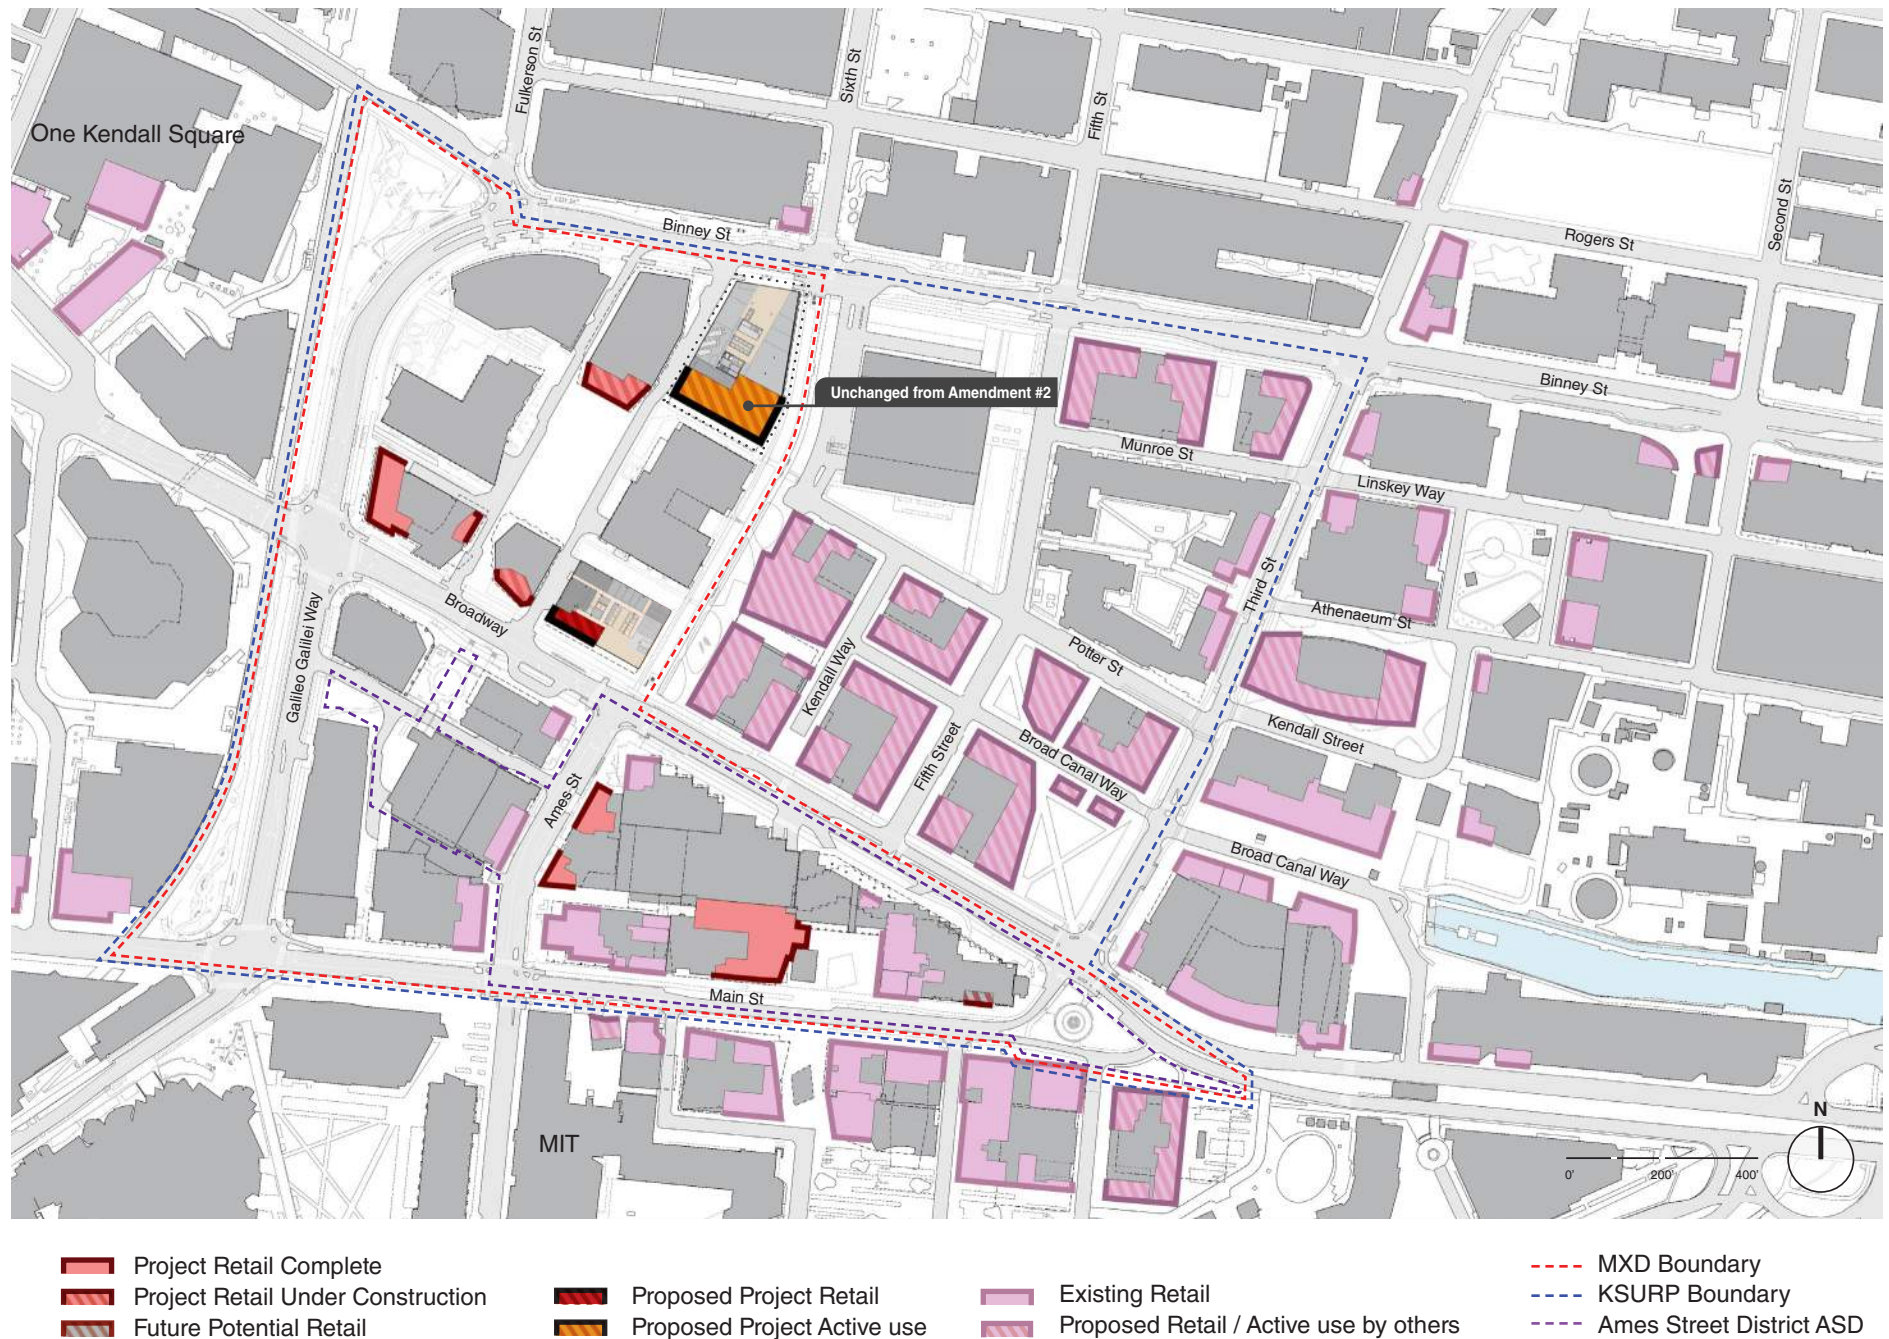 Fulkerson St
Sixth St
Fifth St
Second St
One Kendall Square
Binney St
Rogers St
Unchanged from Amendment #2
Binney St
Munroe St
Linskey Way
Third St
Athenaeum St
Galileo Galilei Way
Broadway
Kendall Way
Potter St
Kendall Street
Fifth Street
Broad Canal Way
Ames St
Broad Canal Way
Main St
MIT
N
0'
200'
400'
Project Retail Complete
Project Retail Under Construction
Future Potential Retail
Proposed Project Retail
Proposed Project Active use
Existing Retail
Proposed Retail / Active use by others
MXD Boundary
KSURP Boundary
Ames Street District ASD